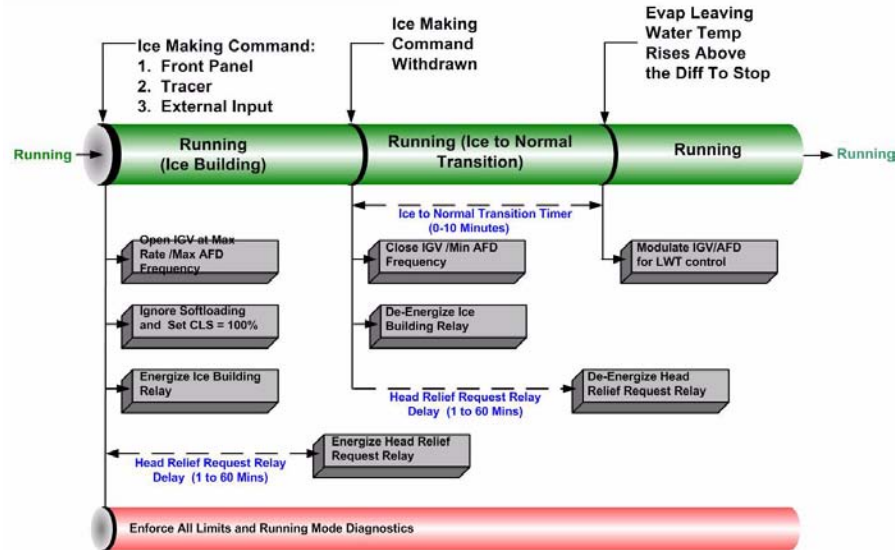 Ice Making Command:
1. Front Panel
2. Tracer
3. External Input
Ice Making
Command
Withdrawn
Evap Leaving
Water Temp
Rises Above
the Diff To Stop
Running
Running
(Ice Building)
Running (Ice to Normal
Transition)
Running
Running
Ice to Normal Transition Timer
(0-10 Minutes)
Open IGV at Max
Rate /Max AFD
Frequency
Close IGV /Min AFD
Frequency
Modulate IGV/AFD
for LWT control
Ignore Softloading
and Set CLS = 100%
De-Energize Ice
Building Relay
Energize Ice Building
Relay
Head Relief Request Relay
Delay (1 to 60 Mins)
De-Energize Head
Relief Request Relay
Head Relief Request Relay
Delay (1 to 60 Mins)
Energize Head Relief
Request Relay
Enforce All Limits and Running Mode Diagnostics